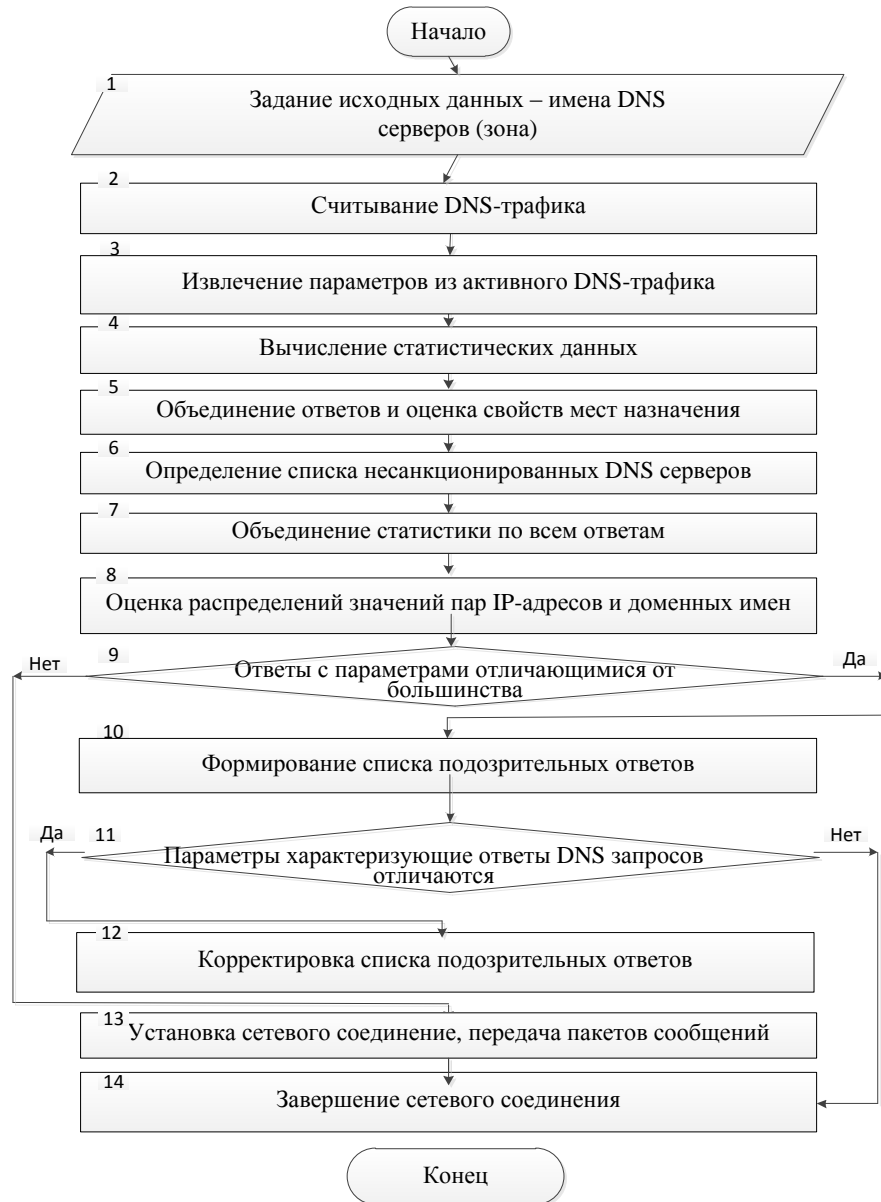 Начало
1
Задание исходных данных – имена DNS
серверов (зона)
2
Считывание DNS-трафика
3
Извлечение параметров из активного DNS-трафика
4
Вычисление статистических данных
5
Объединение ответов и оценка свойств мест назначения
6
Определение списка несанкционированных DNS серверов
7
Объединение статистики по всем ответам
8
Оценка распределений значений пар IP-адресов и доменных имен
Нет
9
Да
Ответы с параметрами отличающимися от
большинства
10
Формирование списка подозрительных ответов
Да
11
Нет
Параметры характеризующие ответы DNS запросов
отличаются
12
Корректировка списка подозрительных ответов
13
Установка сетевого соединение, передача пакетов сообщений
14
Завершение сетевого соединения
Конец